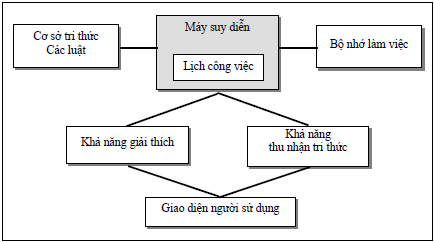 Cơ sở tri thức
Các luật
Máy suy diễn
Lịch công việc
Bộ nhớ làm việc
Khả năng giải thích
Khả năng
thu nhận tri thức
Giao diện người sử dụng